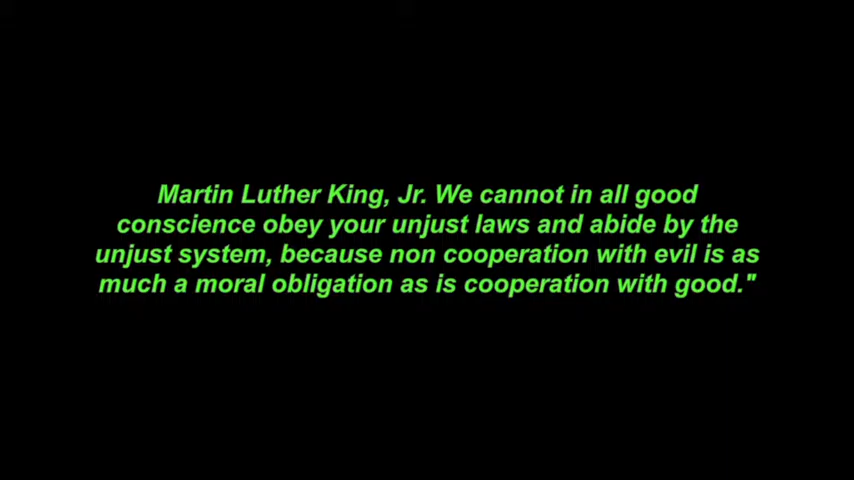 Martin Luther King, Jr. We cannot in all good
conscience obey your unjust laws and abide by the
unjust system, because non cooperation with evil is as
much a moral obligation as is cooperation with good."